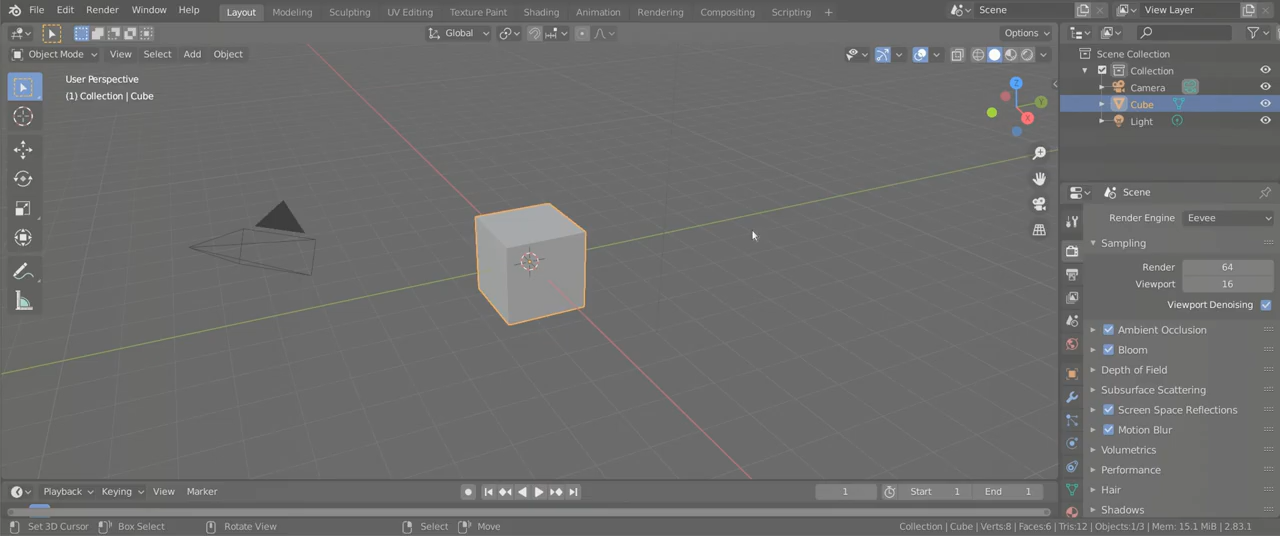 File Edit Render Window Help Layout Modeling Sculpting UV Editing Texture Paint Shading Animation Rendering Compositing Scripting + Scene View Layer
Global Options
Object Mode View Select Add Object
Scene Collection
User Perspective
(1) Collection | Cube
Collection
Camera
Cube
Light
Z
Y
X
Scene
Render Engine Eevee
Sampling
Render 64
Viewport 16
Viewport Denoising
Ambient Occlusion
Bloom
Depth of Field
Subsurface Scattering
Screen Space Reflections
Motion Blur
Volumetrics
Performance
Hair
Shadows
Playback Keying View Marker 1 Start 1 End 1
Set 3D Cursor Box Select Rotate View Select Move Collection | Cube | Verts:8 | Faces:6 | Tris:12 | Objects:1/3 | Mem: 15.1 MiB | 2.83.1